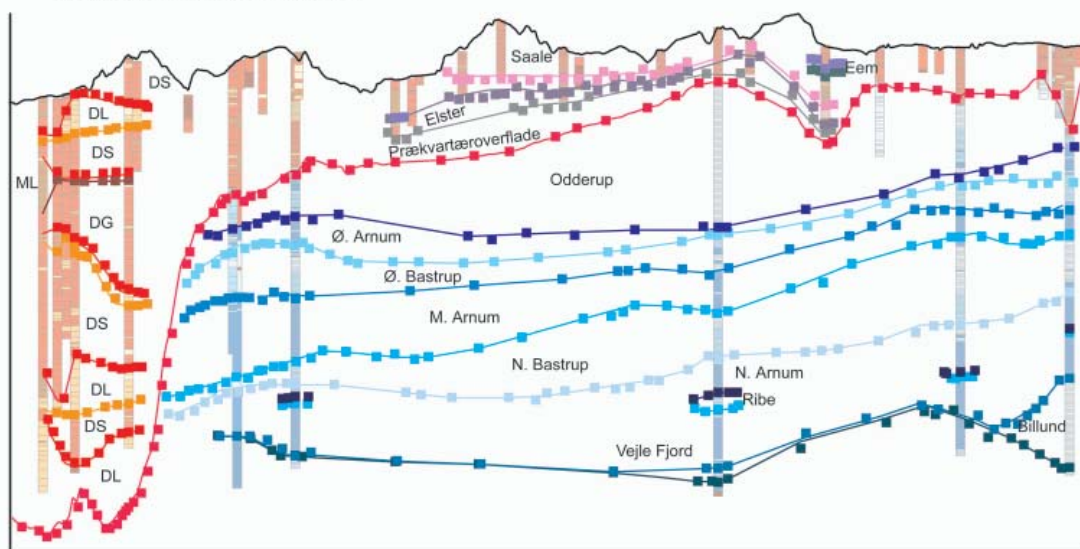 Saale
DS
Eem
DL
Elster
Prækvartæroverflade
DS
ML
Odderup
DG
Ø. Arnum
Ø. Bastrup
M. Arnum
DS
N. Bastrup
N. Arnum
DL
Ribe
DS
Billund
Vejle Fjord
DL